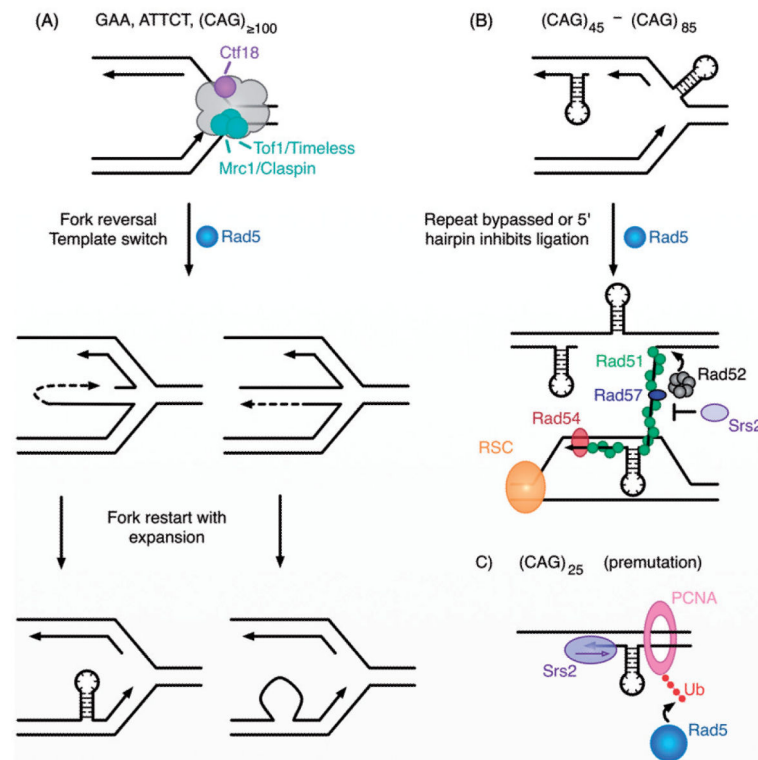 (A) GAA, ATTCT, (CAG)≥100
Ctf18
Tof1/Timeless
Mrc1/Claspin
Fork reversal
Template switch
Rad5
Fork restart with
expansion
(B) (CAG)45 – (CAG)85
Repeat bypassed or 5'
hairpin inhibits ligation
Rad5
Rad51
Rad52
Rad57
Srs2
Rad54
RSC
C) (CAG)25 (premutation)
PCNA
Srs2
Ub
Rad5